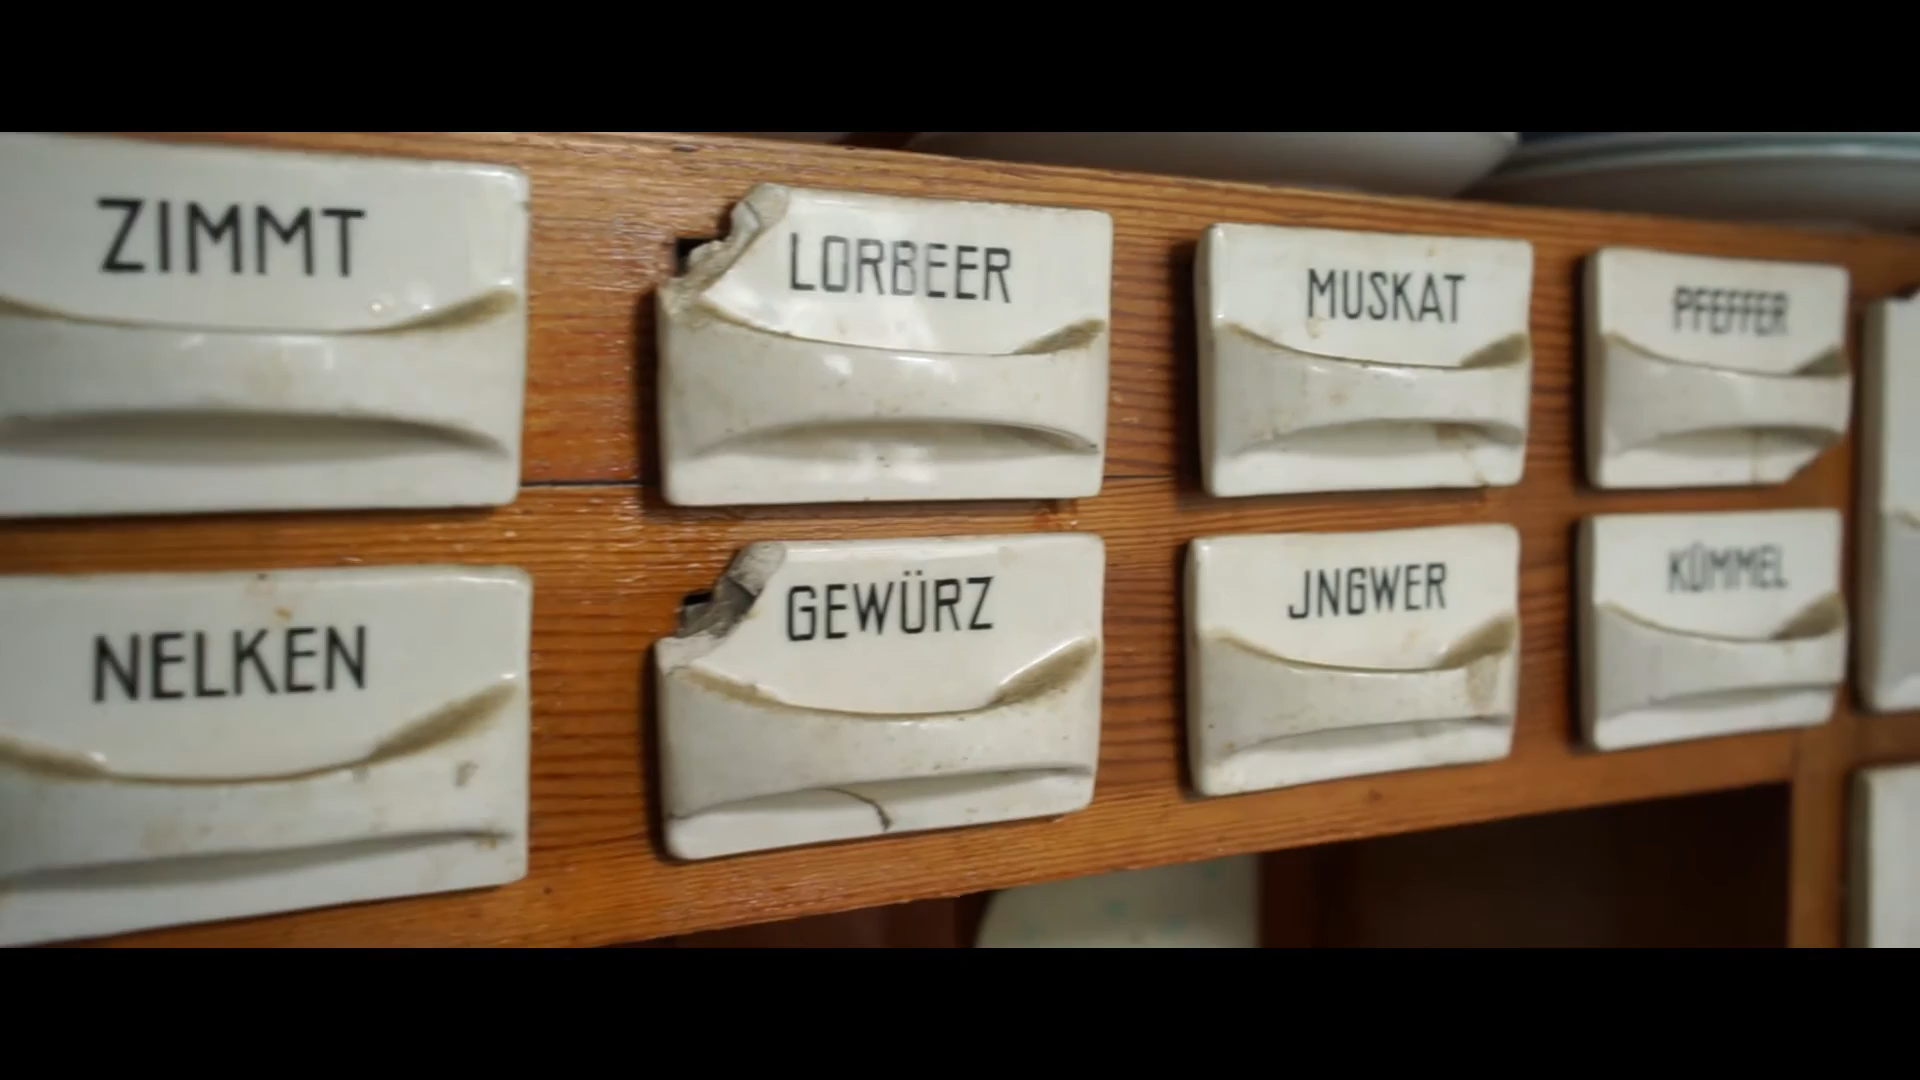 ZIMMT
LORBEER
MUSKAT
PFEFFER
NELKEN
GEWÜRZ
JNGWER
KÜMMEL